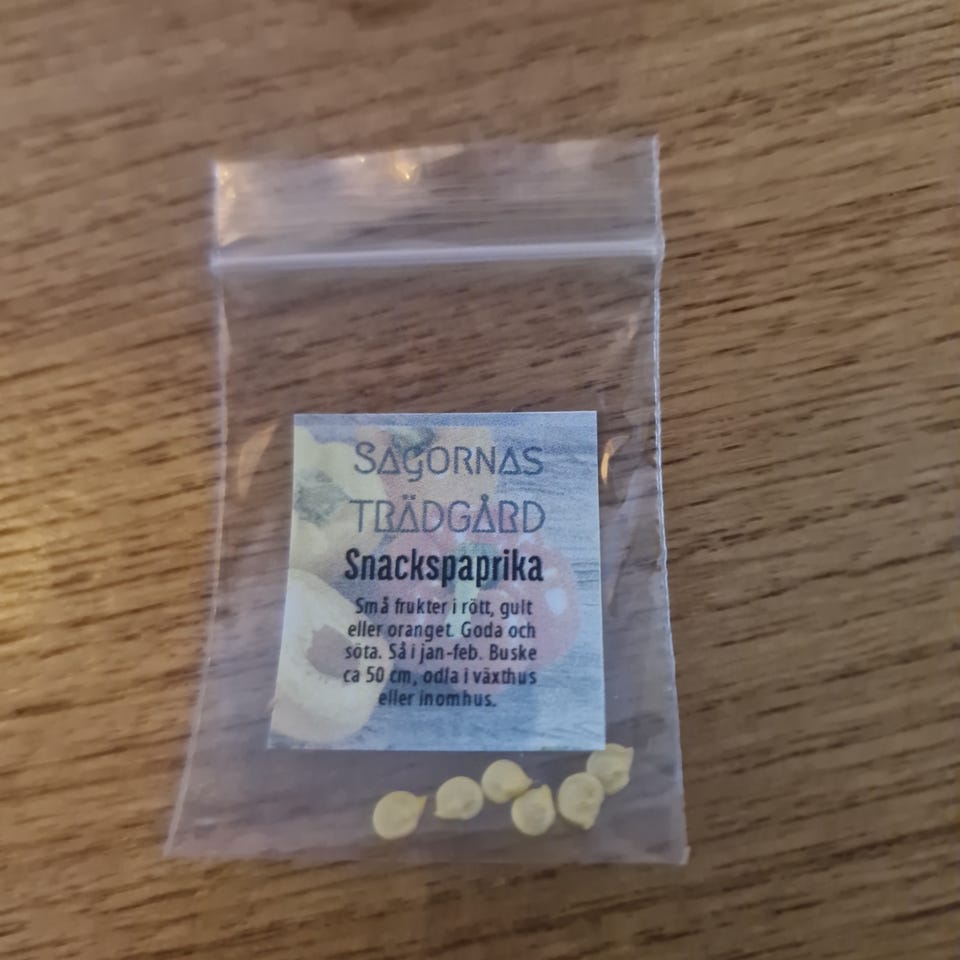 SAGORNAS
TRÄDGÅRD
Snackspaprika
Små frukter i rött, gult
eller oranget. Goda och
söta. Så i jan-feb. Buske
ca 50 cm, odla i växthus
eller inomhus.